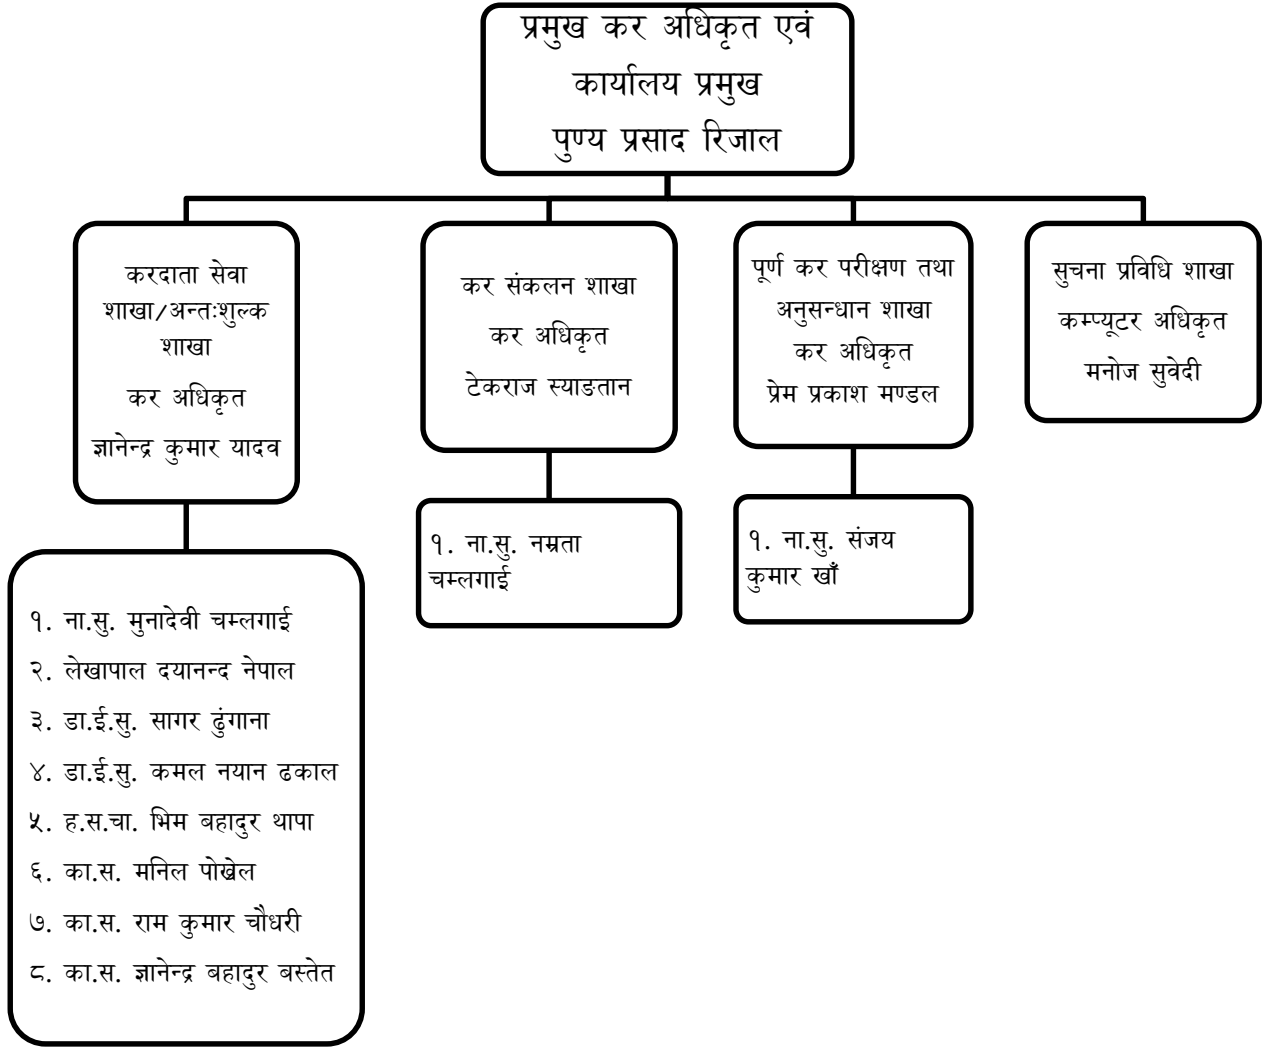 प्रमुख कर अधिकृत एवं
कार्यालय प्रमुख
पुण्य प्रसाद रिजाल
करदाता सेवा
शाखा/अन्तःशुल्क
शाखा
कर अधिकृत
ज्ञानेन्द्र कुमार यादव
कर संकलन शाखा
कर अधिकृत
टेकराज स्याङतान
पूर्ण कर परीक्षण तथा
अनुसन्धान शाखा
कर अधिकृत
प्रेम प्रकाश मण्डल
सुचना प्रविधि शाखा
कम्प्यूटर अधिकृत
मनोज सुवेदी
१. ना.सु. मुनादेवी चम्लगाई
२. लेखापाल दयानन्द नेपाल
३. डा.ई.सु. सागर ढुंगाना
४. डा.ई.सु. कमल नयान ढकाल
५. ह.स.चा. भिम बहादुर थापा
६. का.स. मनिल पोख्रेल
७. का.स. राम कुमार चौधरी
८. का.स. ज्ञानेन्द्र बहादुर बस्तेत
१. ना.सु. नम्रता
चम्लगाई
१. ना.सु. संजय
कुमार खाँ